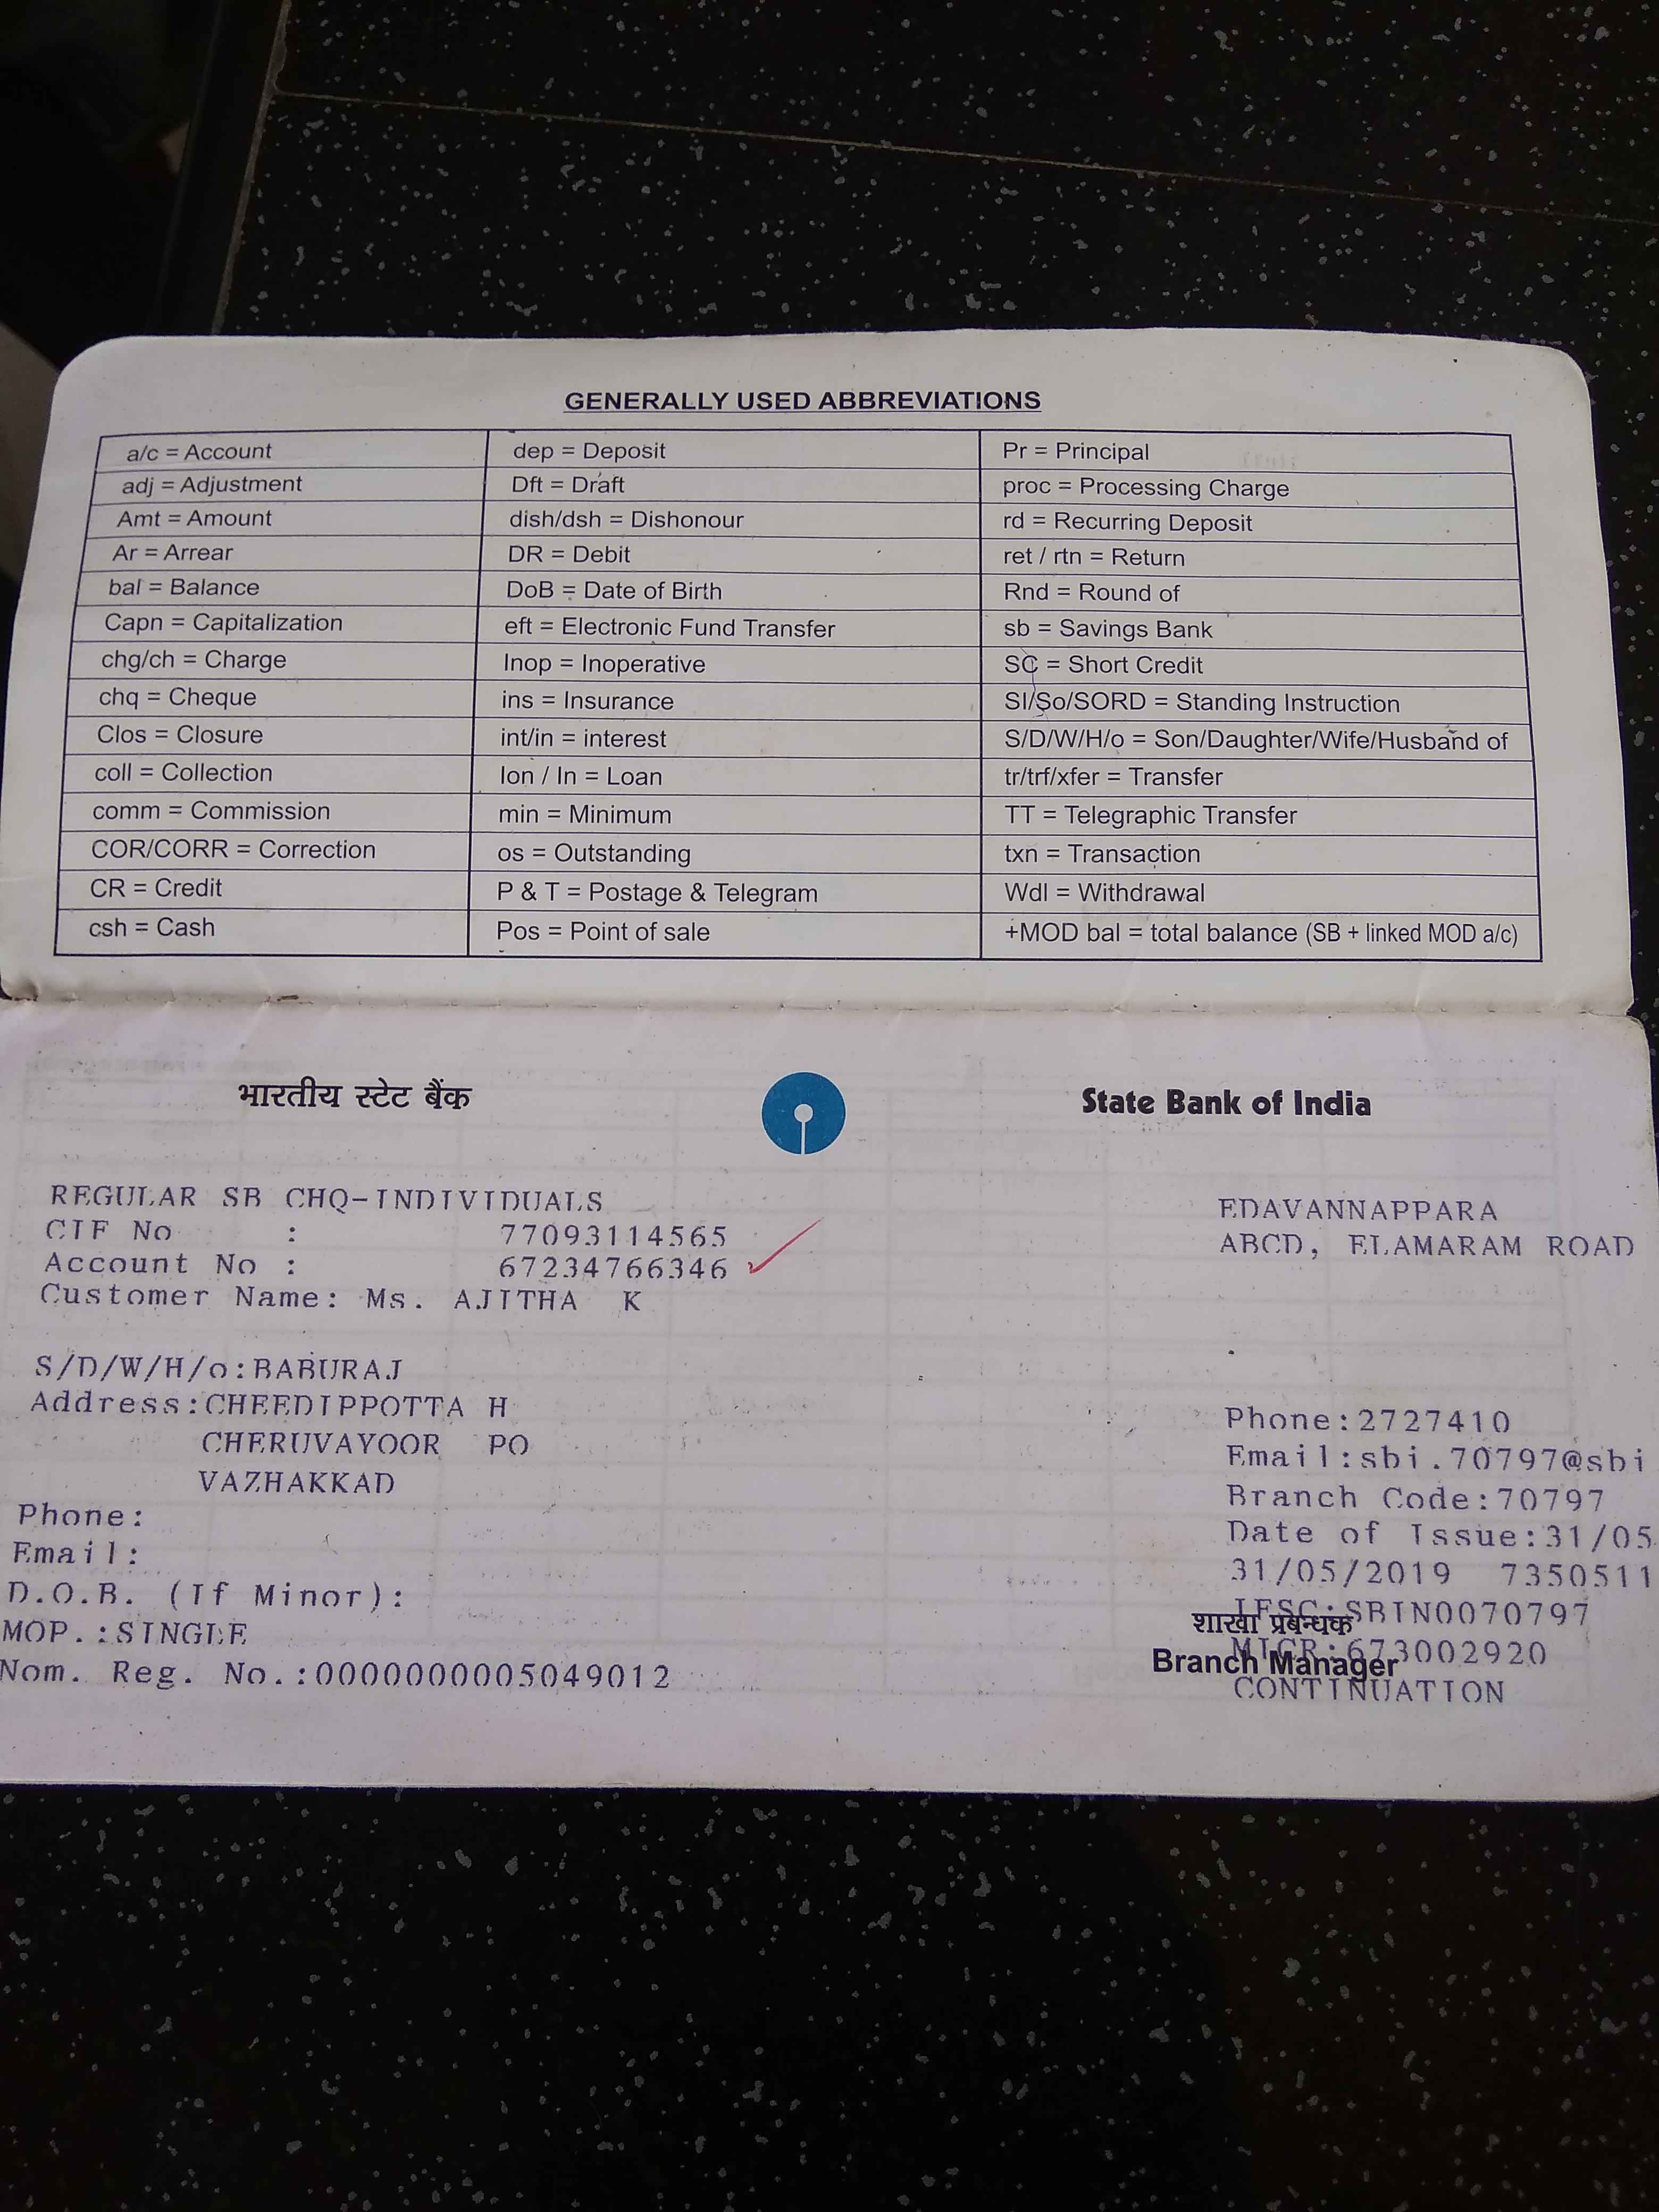 GENERALLY USED ABBREVIATIONS
a/c = Account
adj = Adjustment
Amt = Amount
Ar = Arrear
bal = Balance
Capn = Capitalization
chg/ch = Charge
chq = Cheque
Clos = Closure
coll = Collection
comm = Commission
COR/CORR = Correction
CR = Credit
csh = Cash
dep = Deposit
Dft = Draft
dish/dsh = Dishonour
DR = Debit
DoB = Date of Birth
eft = Electronic Fund Transfer
Inop = Inoperative
ins = Insurance
int/in = interest
lon / ln = Loan
min = Minimum
os = Outstanding
P & T = Postage & Telegram
Pos = Point of sale
Pr = Principal
proc = Processing Charge
rd = Recurring Deposit
ret / rtn = Return
Rnd = Round of
sb = Savings Bank
SC = Short Credit
SI/So/SORD = Standing Instruction
S/D/W/H/o = Son/Daughter/Wife/Husband of
tr/trf/xfer = Transfer
TT = Telegraphic Transfer
txn = Transaction
Wdl = Withdrawal
+MOD bal = total balance (SB + linked MOD a/c)
भारतीय स्टेट बैंक
State Bank of India
REGULAR SB CHQ-INDIVIDUALS
CIF No : 77093114565
Account No : 67234766346
Customer Name: Ms. AJITHA K
S/D/W/H/o:BABURAJ
Address:CHEEDIPPOTTA H
CHERUVAYOOR PO
VAZHAKKAD
Phone:
Email:
D.O.B. (If Minor):
MOP.:SINGLE
Nom. Reg. No.:0000000005049012
EDAVANNAPPARA
ABCD, ELAMARAM ROAD
Phone:2727410
Email:sbi.70797@sbi
Branch Code:70797
Date of Issue:31/05
31/05/2019 7350511
IFSC:SBIN0070797
शाखा प्रबन्धक
MICR:673002920
Branch Manager
CONTINUATION